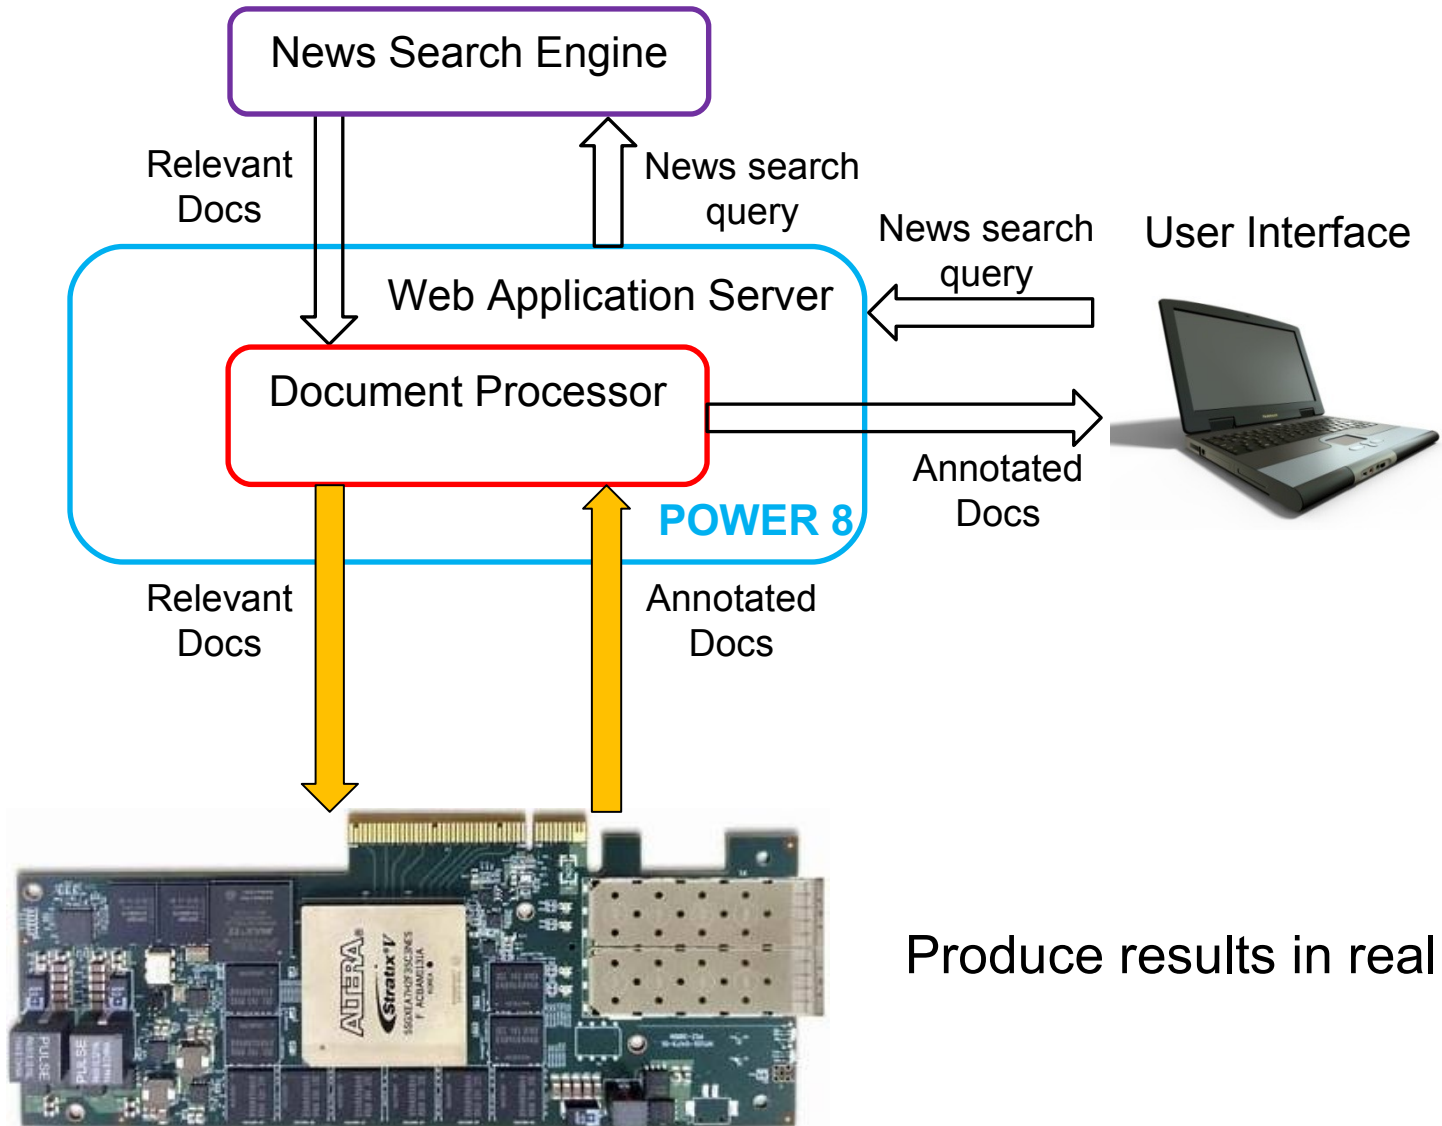 News Search Engine
Relevant
Docs
News search
query
News search
query
User Interface
Web Application Server
Document Processor
Annotated
Docs
POWER 8
Relevant
Docs
Annotated
Docs
ALTERA®
Stratix® V
PULSE
PULSE
Produce results in real